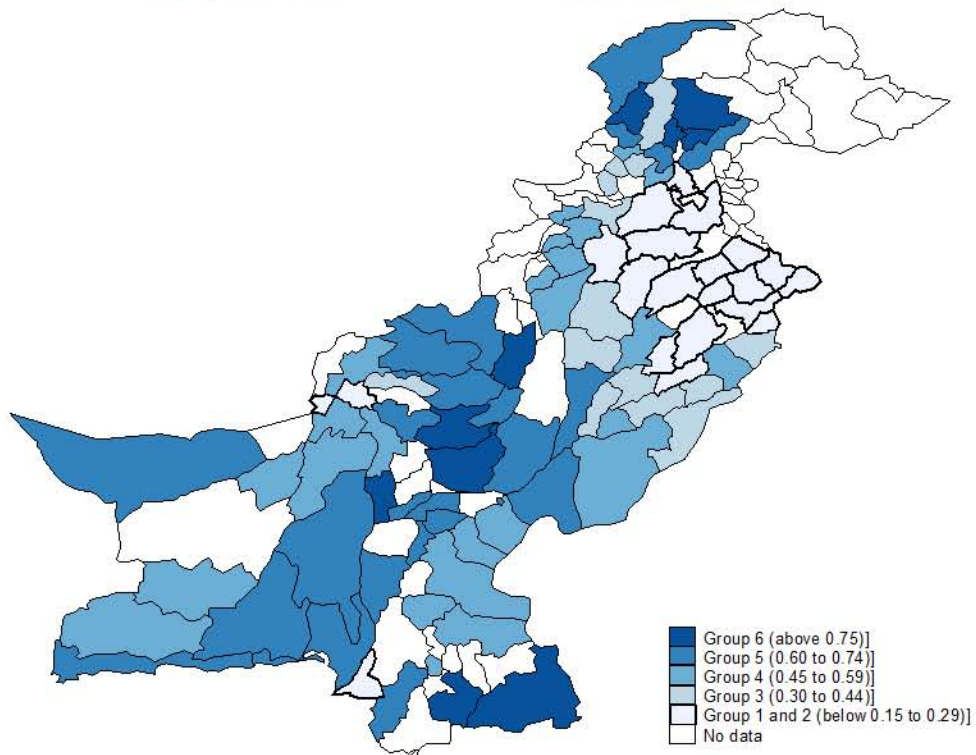 Group 6 (above 0.75)]
Group 5 (0.60 to 0.74)]
Group 4 (0.45 to 0.59)]
Group 3 (0.30 to 0.44)]
Group 1 and 2 (below 0.15 to 0.29)]
No data